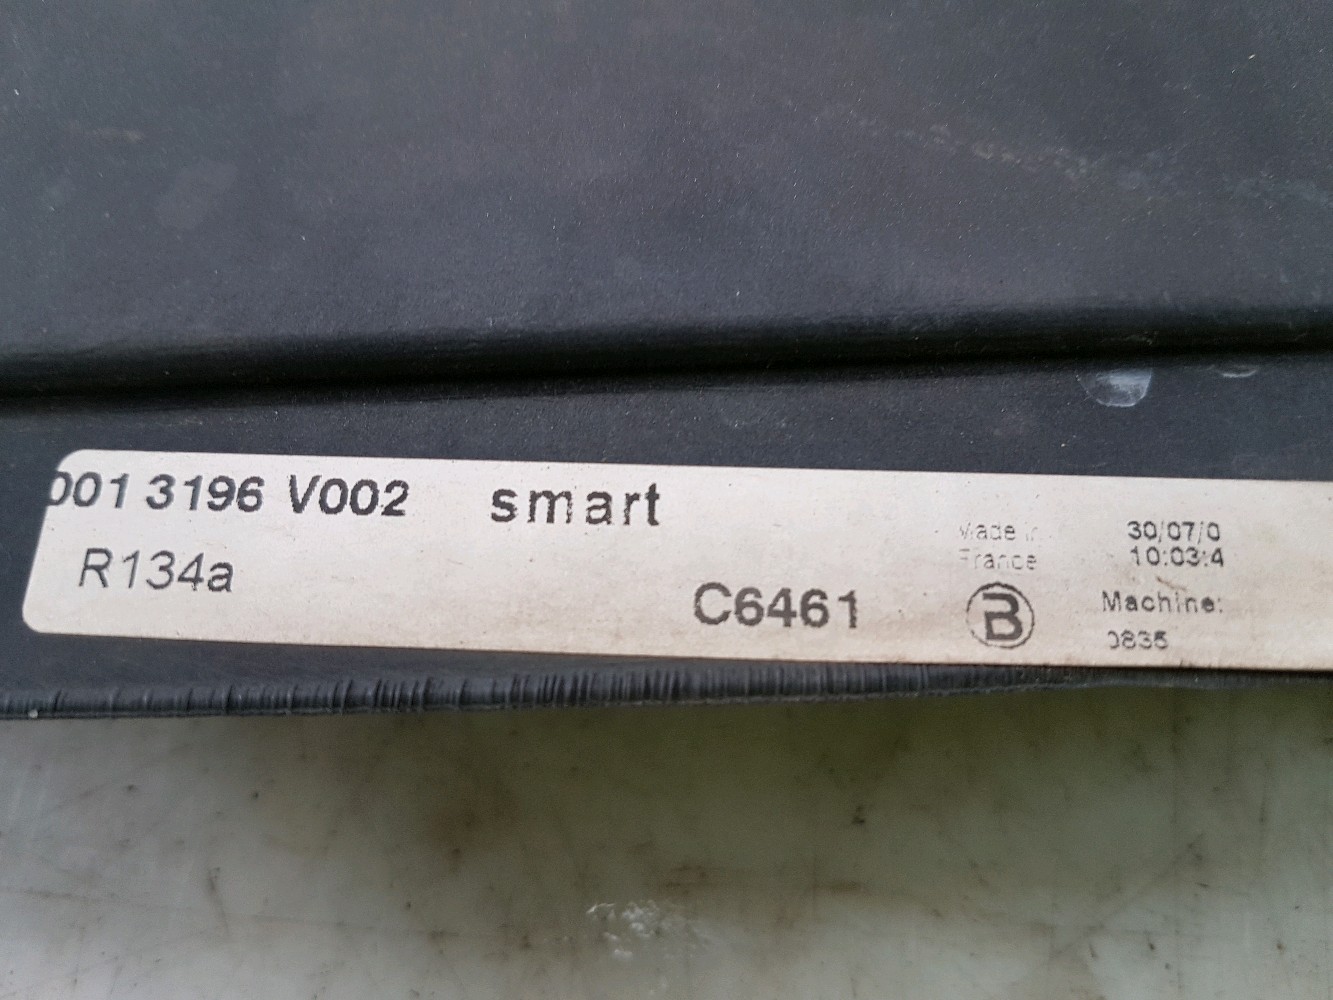 001 3196 V002 smart
R134a
C6461
Made in
France
B
30/07/0
10:03:4
Machine:
0835